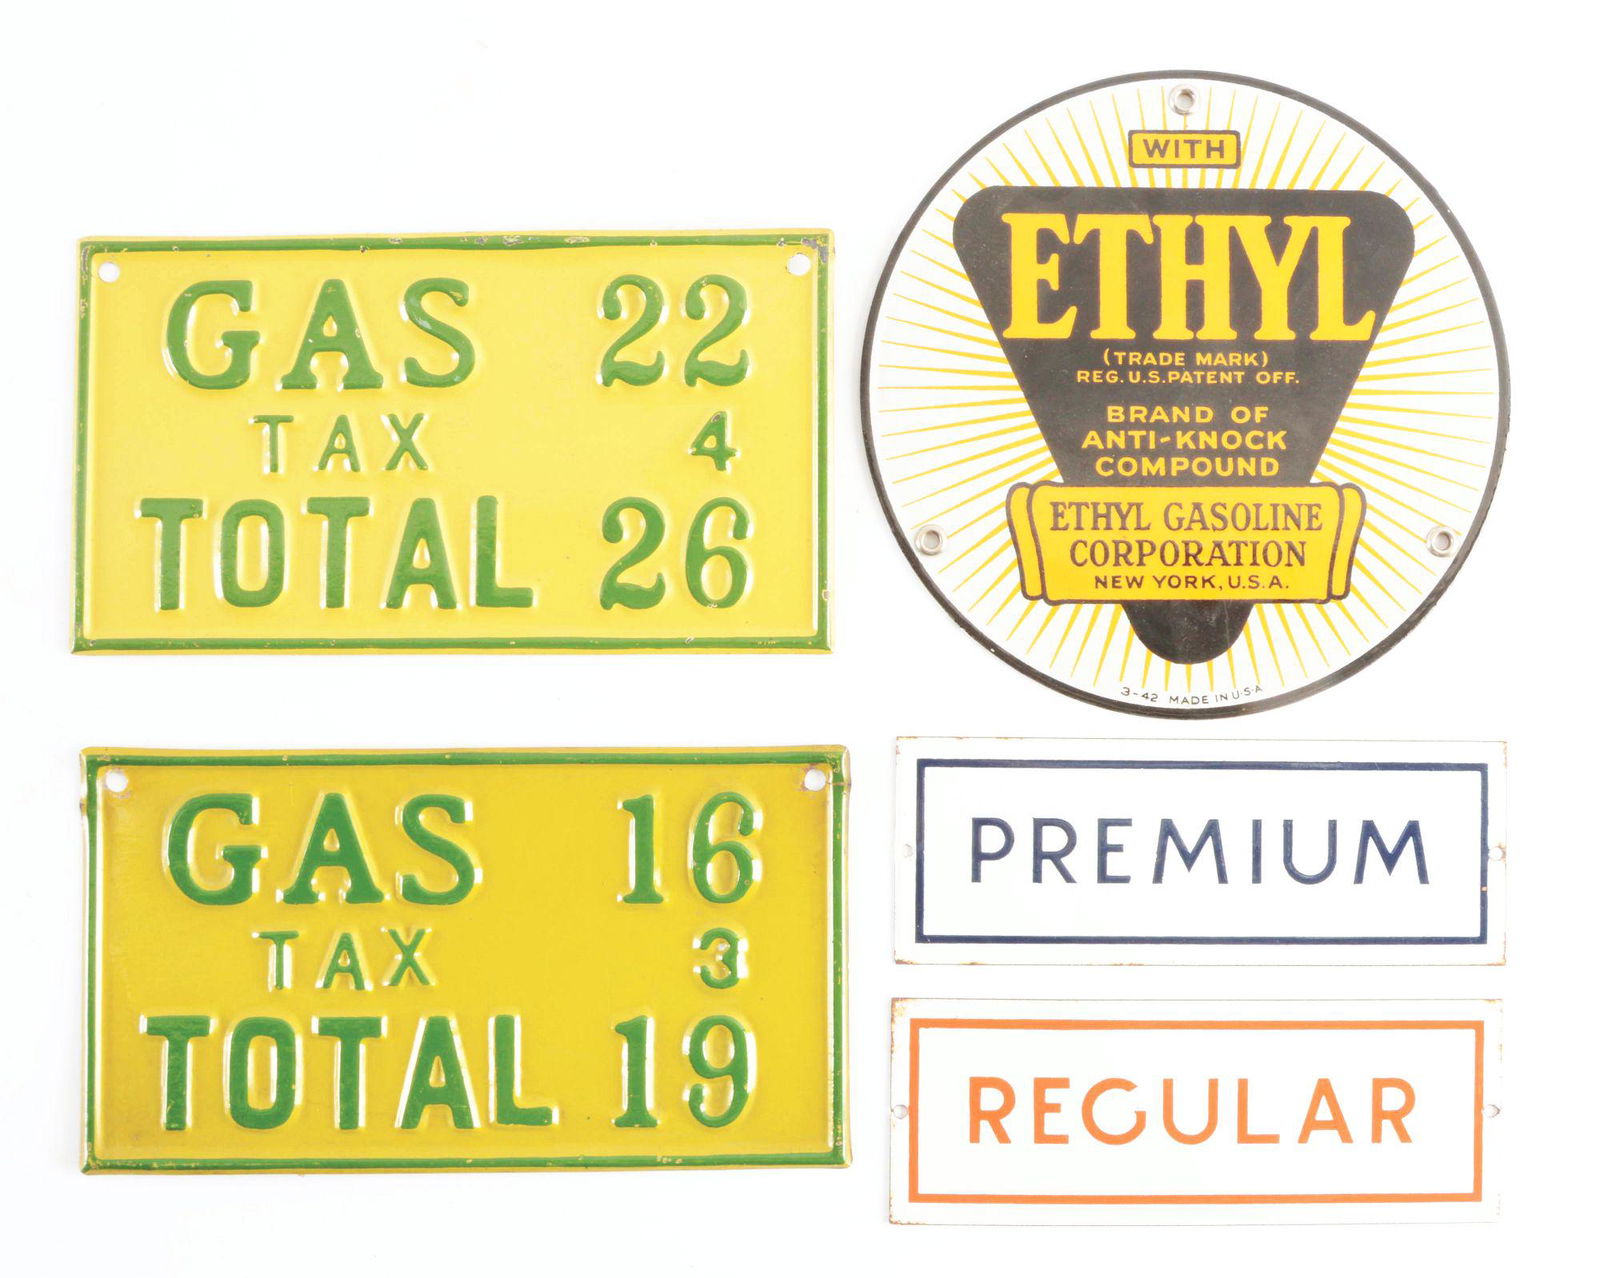 GAS 22
TAX 4
TOTAL 26
WITH
ETHYL
(TRADE MARK)
REG. U.S. PATENT OFF.
BRAND OF
ANTI-KNOCK
COMPOUND
ETHYL GASOLINE
CORPORATION
NEW YORK, U.S.A.
3-42 MADE IN U·S·A
GAS 16
TAX 3
TOTAL 19
PREMIUM
REGULAR